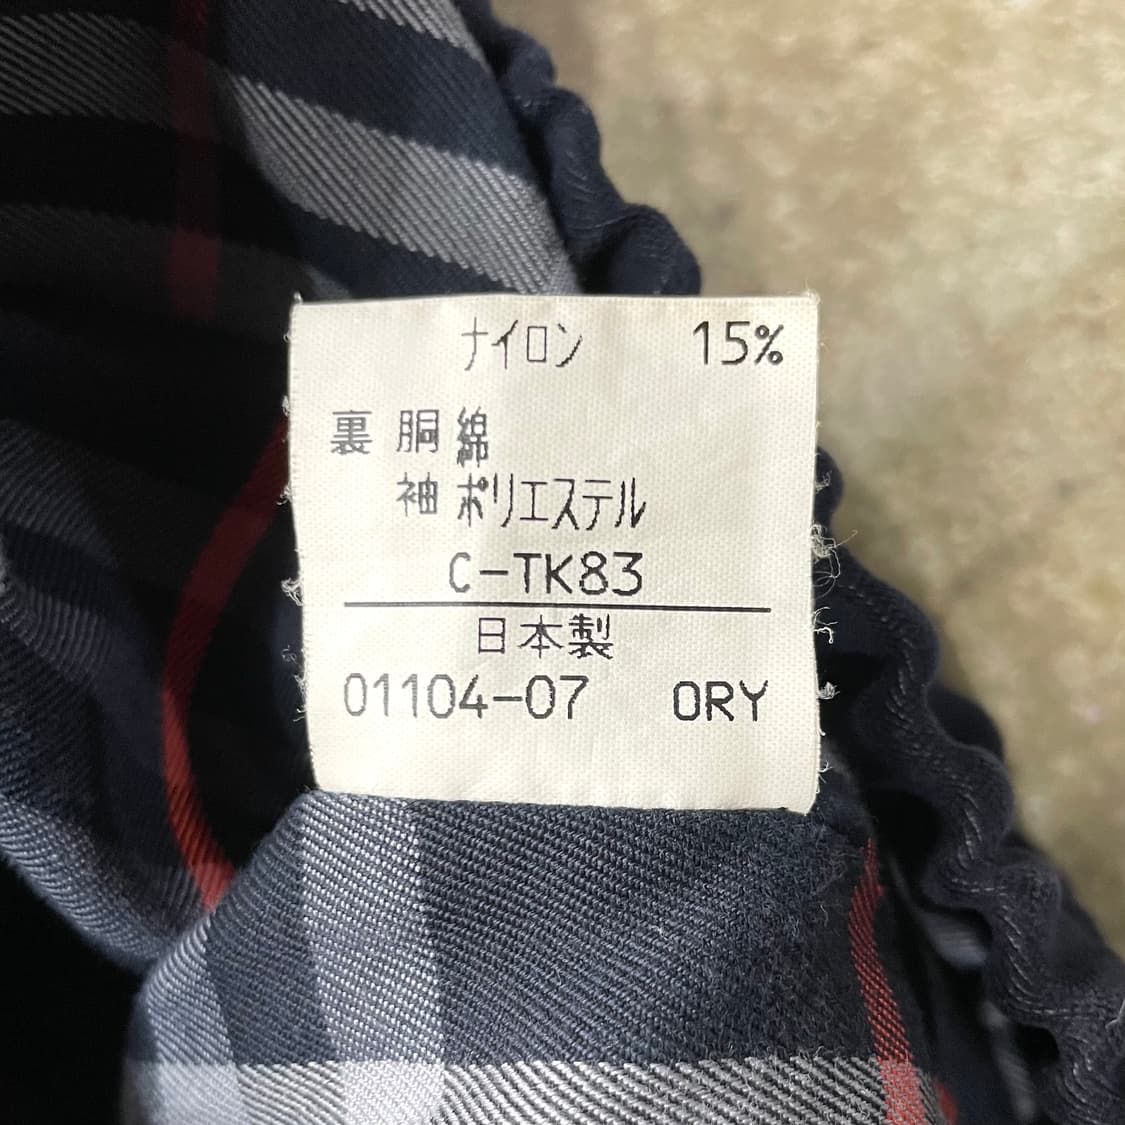 ナイロン 15%
裏 胴 綿
袖 ポリエステル
C-TK83
日本製
01104-07 ORY